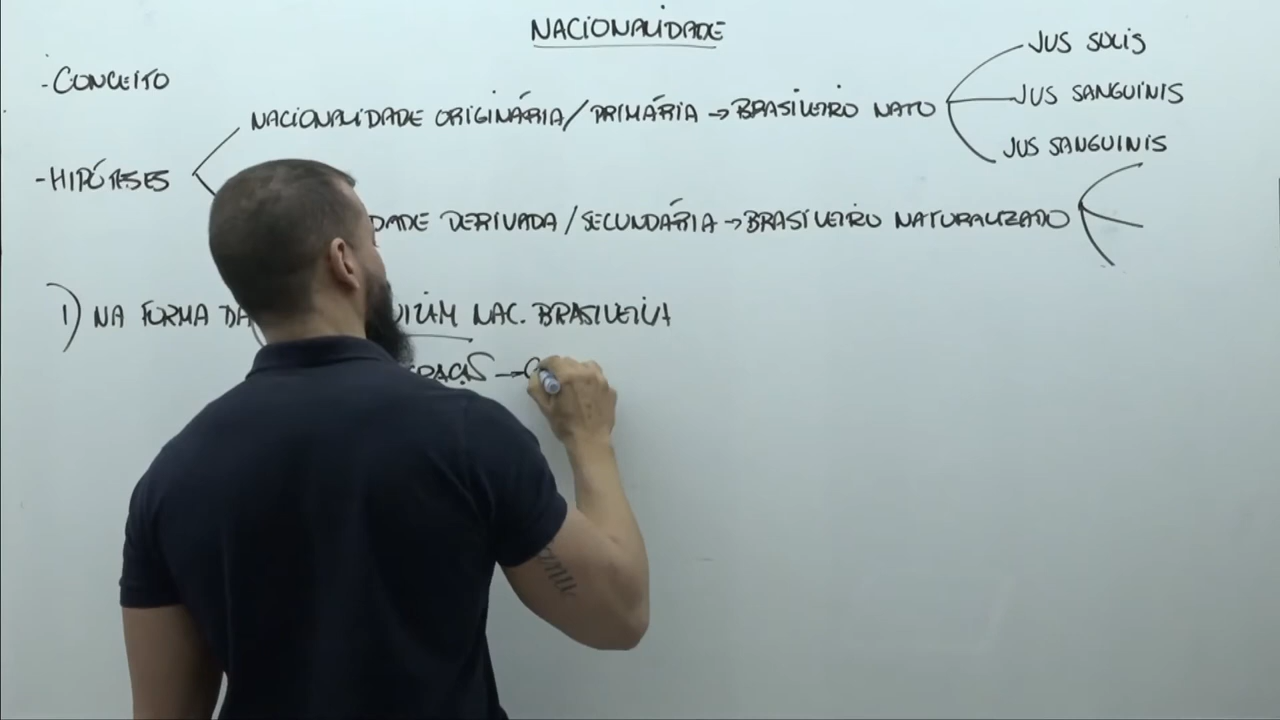 NACIONALIDADE
- CONCEITO
- HIPÓTESES
NACIONALIDADE ORIGINÁRIA / PRIMÁRIA → BRASILEIRO NATO
JUS SOLIS
JUS SANGUINIS
JUS SANGUINIS
DADE DERIVADA / SECUNDÁRIA → BRASILEIRO NATURALIZADO
1) NA FORMA DA NAC. BRASILEIRA